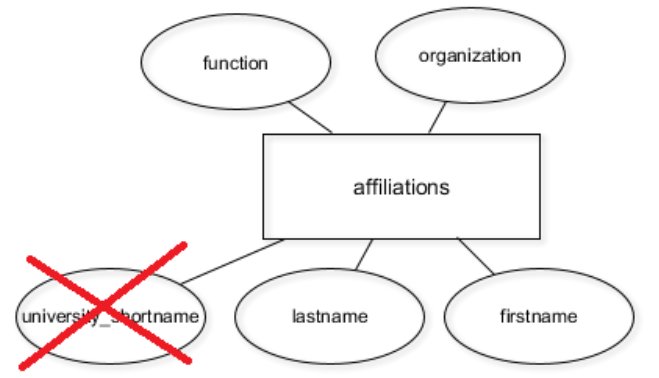 function
organization
affiliations
university_shortname
lastname
firstname